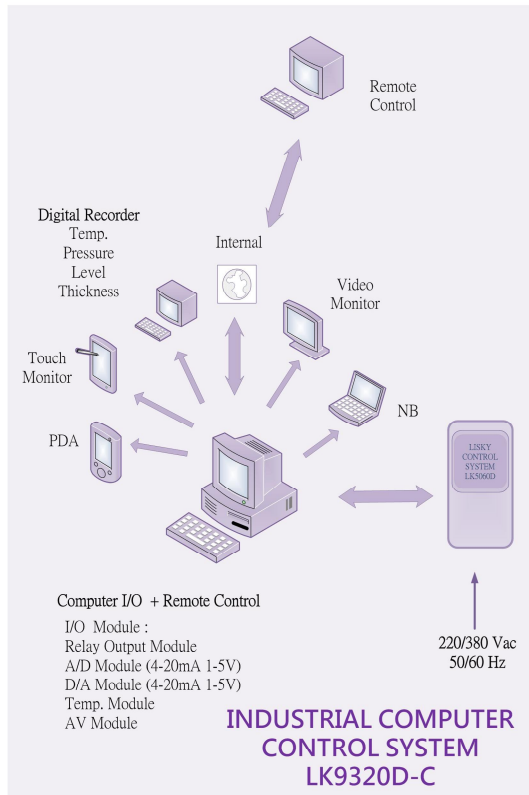 Remote
Control
Digital Recorder
Temp.
Pressure
Level
Thickness
Internal
Video
Monitor
Touch
Monitor
NB
PDA
LISKY
CONTROL
SYSTEM
LK5060D
Computer I/O + Remote Control
I/O Module :
Relay Output Module
A/D Module (4-20mA 1-5V)
D/A Module (4-20mA 1-5V)
Temp. Module
AV Module
220/380 Vac
50/60 Hz
INDUSTRIAL COMPUTER
CONTROL SYSTEM
LK9320D-C